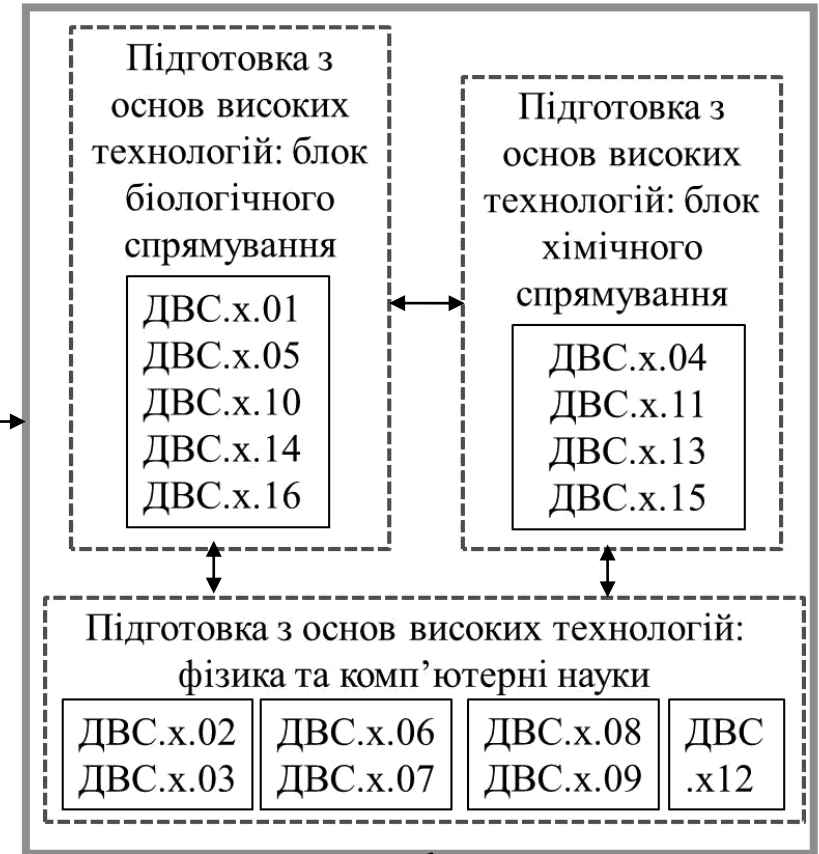 Підготовка з
основ високих
технологій: блок
біологічного
спрямування
ДВС.х.01
ДВС.х.05
ДВС.х.10
ДВС.х.14
ДВС.х.16
Підготовка з
основ високих
технологій: блок
хімічного
спрямування
ДВС.х.04
ДВС.х.11
ДВС.х.13
ДВС.х.15
Підготовка з основ високих технологій:
фізика та комп’ютерні науки
ДВС.х.02
ДВС.х.03
ДВС.х.06
ДВС.х.07
ДВС.х.08
ДВС.х.09
ДВС
.х12